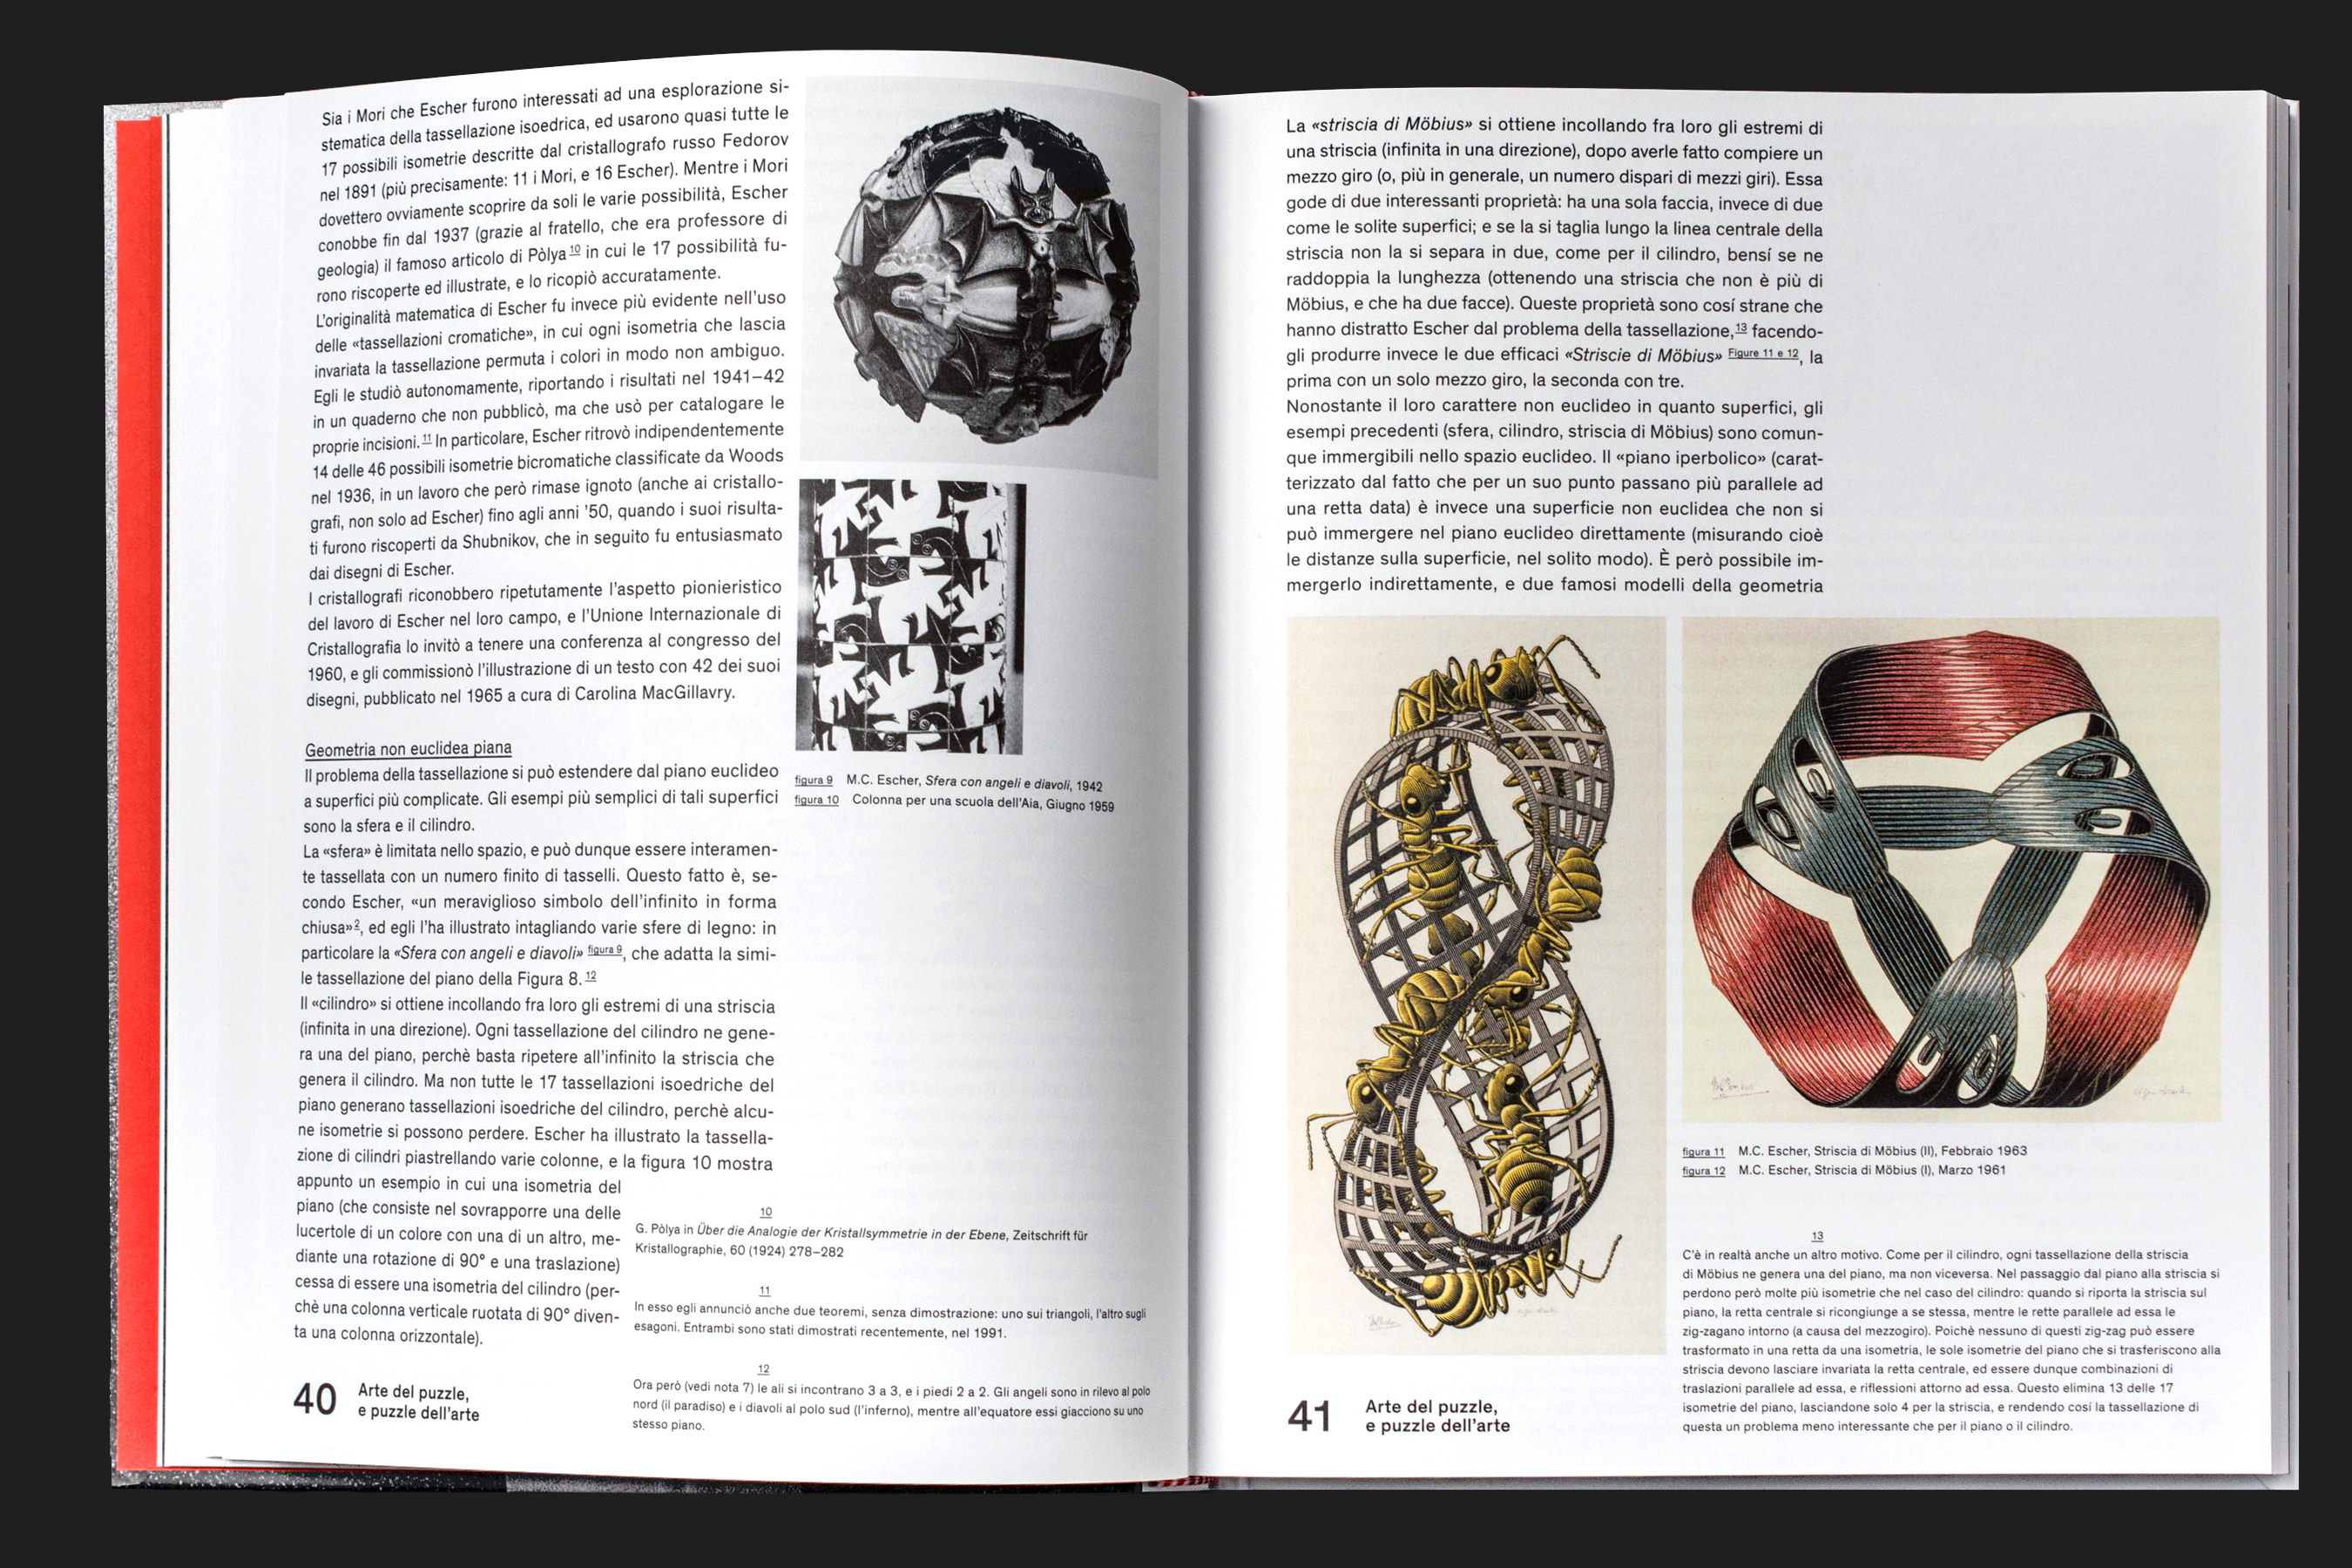 Sia i Mori che Escher furono interessati ad una esplorazione si-
stematica della tassellazione isoedrica, ed usarono quasi tutte le
17 possibili isometrie descritte dal cristallografo russo Fedorov
nel 1891 (più precisamente: 11 i Mori, e 16 Escher). Mentre i Mori
dovettero ovviamente scoprire da soli le varie possibilità, Escher
conobbe fin dal 1937 (grazie al fratello, che era professore di
geologia) il famoso articolo di Pòlya 10 in cui le 17 possibilità fu-
rono riscoperte ed illustrate, e lo ricopiò accuratamente.
L'originalità matematica di Escher fu invece più evidente nell'uso
delle «tassellazioni cromatiche», in cui ogni isometria che lascia
invariata la tassellazione permuta i colori in modo non ambiguo.
Egli le studiò autonomamente, riportando i risultati nel 1941–42
in un quaderno che non pubblicò, ma che usò per catalogare le
proprie incisioni. 11 In particolare, Escher ritrovò indipendentemente
14 delle 46 possibili isometrie bicromatiche classificate da Woods
nel 1936, in un lavoro che però rimase ignoto (anche ai cristallo-
grafi, non solo ad Escher) fino agli anni '50, quando i suoi risulta-
ti furono riscoperti da Shubnikov, che in seguito fu entusiasmato
dai disegni di Escher.
I cristallografi riconobbero ripetutamente l'aspetto pionieristico
del lavoro di Escher nel loro campo, e l'Unione Internazionale di
Cristallografia lo invitò a tenere una conferenza al congresso del
1960, e gli commissionò l'illustrazione di un testo con 42 dei suoi
disegni, pubblicato nel 1965 a cura di Carolina MacGillavry.
Geometria non euclidea piana
Il problema della tassellazione si può estendere dal piano euclideo
a superfici più complicate. Gli esempi più semplici di tali superfici
sono la sfera e il cilindro.
La «sfera» è limitata nello spazio, e può dunque essere interamen-
te tassellata con un numero finito di tasselli. Questo fatto è, se-
condo Escher, «un meraviglioso simbolo dell'infinito in forma
chiusa» 2, ed egli l'ha illustrato intagliando varie sfere di legno: in
particolare la «Sfera con angeli e diavoli» figura 9, che adatta la simi-
le tassellazione del piano della Figura 8. 12
Il «cilindro» si ottiene incollando fra loro gli estremi di una striscia
(infinita in una direzione). Ogni tassellazione del cilindro ne gene-
ra una del piano, perchè basta ripetere all'infinito la striscia che
genera il cilindro. Ma non tutte le 17 tassellazioni isoedriche del
piano generano tassellazioni isoedriche del cilindro, perchè alcu-
ne isometrie si possono perdere. Escher ha illustrato la tassella-
zione di cilindri piastrellando varie colonne, e la figura 10 mostra
appunto un esempio in cui una isometria del
piano (che consiste nel sovrapporre una delle
lucertole di un colore con una di un altro, me-
diante una rotazione di 90° e una traslazione)
cessa di essere una isometria del cilindro (per-
chè una colonna verticale ruotata di 90° diven-
ta una colonna orizzontale).
figura 9 M.C. Escher, Sfera con angeli e diavoli, 1942
figura 10 Colonna per una scuola dell'Aia, Giugno 1959
10
G. Pòlya in Über die Analogie der Kristallsymmetrie in der Ebene, Zeitschrift für
Kristallographie, 60 (1924) 278–282
11
In esso egli annunciò anche due teoremi, senza dimostrazione: uno sui triangoli, l'altro sugli
esagoni. Entrambi sono stati dimostrati recentemente, nel 1991.
12
Ora però (vedi nota 7) le ali si incontrano 3 a 3, e i piedi 2 a 2. Gli angeli sono in rilevo al polo
nord (il paradiso) e i diavoli al polo sud (l'inferno), mentre all'equatore essi giacciono su uno
stesso piano.
40 Arte del puzzle,
e puzzle dell'arte
La «striscia di Möbius» si ottiene incollando fra loro gli estremi di
una striscia (infinita in una direzione), dopo averle fatto compiere un
mezzo giro (o, più in generale, un numero dispari di mezzi giri). Essa
gode di due interessanti proprietà: ha una sola faccia, invece di due
come le solite superfici; e se la si taglia lungo la linea centrale della
striscia non la si separa in due, come per il cilindro, bensí se ne
raddoppia la lunghezza (ottenendo una striscia che non è più di
Möbius, e che ha due facce). Queste proprietà sono cosí strane che
hanno distratto Escher dal problema della tassellazione, 13 facendo-
gli produrre invece le due efficaci «Striscie di Möbius» Figure 11 e 12, la
prima con un solo mezzo giro, la seconda con tre.
Nonostante il loro carattere non euclideo in quanto superfici, gli
esempi precedenti (sfera, cilindro, striscia di Möbius) sono comun-
que immergibili nello spazio euclideo. Il «piano iperbolico» (carat-
terizzato dal fatto che per un suo punto passano più parallele ad
una retta data) è invece una superficie non euclidea che non si
può immergere nel piano euclideo direttamente (misurando cioè
le distanze sulla superficie, nel solito modo). È però possibile im-
mergerlo indirettamente, e due famosi modelli della geometria
figura 11 M.C. Escher, Striscia di Möbius (II), Febbraio 1963
figura 12 M.C. Escher, Striscia di Möbius (I), Marzo 1961
13
C'è in realtà anche un altro motivo. Come per il cilindro, ogni tassellazione della striscia
di Möbius ne genera una del piano, ma non viceversa. Nel passaggio dal piano alla striscia si
perdono però molte più isometrie che nel caso del cilindro: quando si riporta la striscia sul
piano, la retta centrale si ricongiunge a se stessa, mentre le rette parallele ad essa le
zig-zagano intorno (a causa del mezzogiro). Poichè nessuno di questi zig-zag può essere
trasformato in una retta da una isometria, le sole isometrie del piano che si trasferiscono alla
striscia devono lasciare invariata la retta centrale, ed essere dunque combinazioni di
traslazioni parallele ad essa, e riflessioni attorno ad essa. Questo elimina 13 delle 17
isometrie del piano, lasciandone solo 4 per la striscia, e rendendo cosí la tassellazione di
questa un problema meno interessante che per il piano o il cilindro.
41 Arte del puzzle,
e puzzle dell'arte